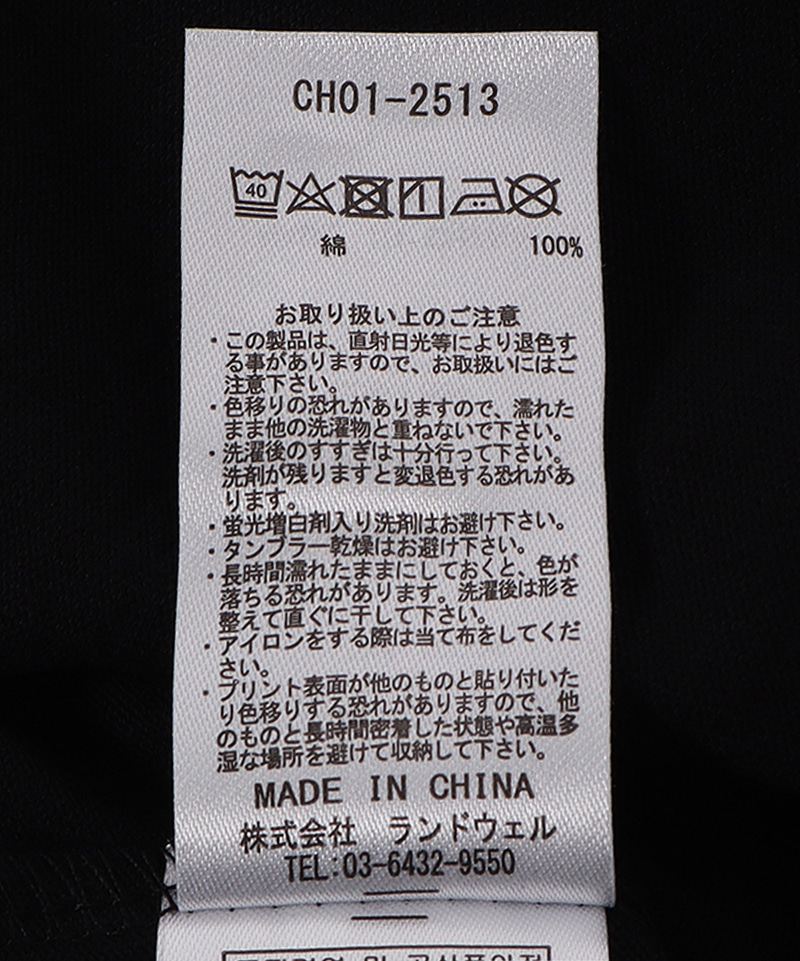 CH01-2513
40
綿 100%
お取り扱い上のご注意
・この製品は、直射日光等により退色す
る事がありますので、お取扱いにはご
注意下さい。
・色移りの恐れがありますので、濡れた
まま他の洗濯物と重ねないで下さい。
・洗濯後のすすぎは十分行って下さい。
洗剤が残りますと変退色する恐れがあ
ります。
・蛍光増白剤入り洗剤はお避け下さい。
・タンブラー乾燥はお避け下さい。
・長時間濡れたままにしておくと、色が
落ちる恐れがあります。洗濯後は形を
整えて直ぐに干して下さい。
・アイロンをする際は当て布をしてくだ
さい。
・プリント表面が他のものと貼り付いた
り色移りする恐れがありますので、他
のものと長時間密着した状態や高温多
湿な場所を避けて収納して下さい。
MADE IN CHINA
株式会社 ランドウェル
TEL:03-6432-9550